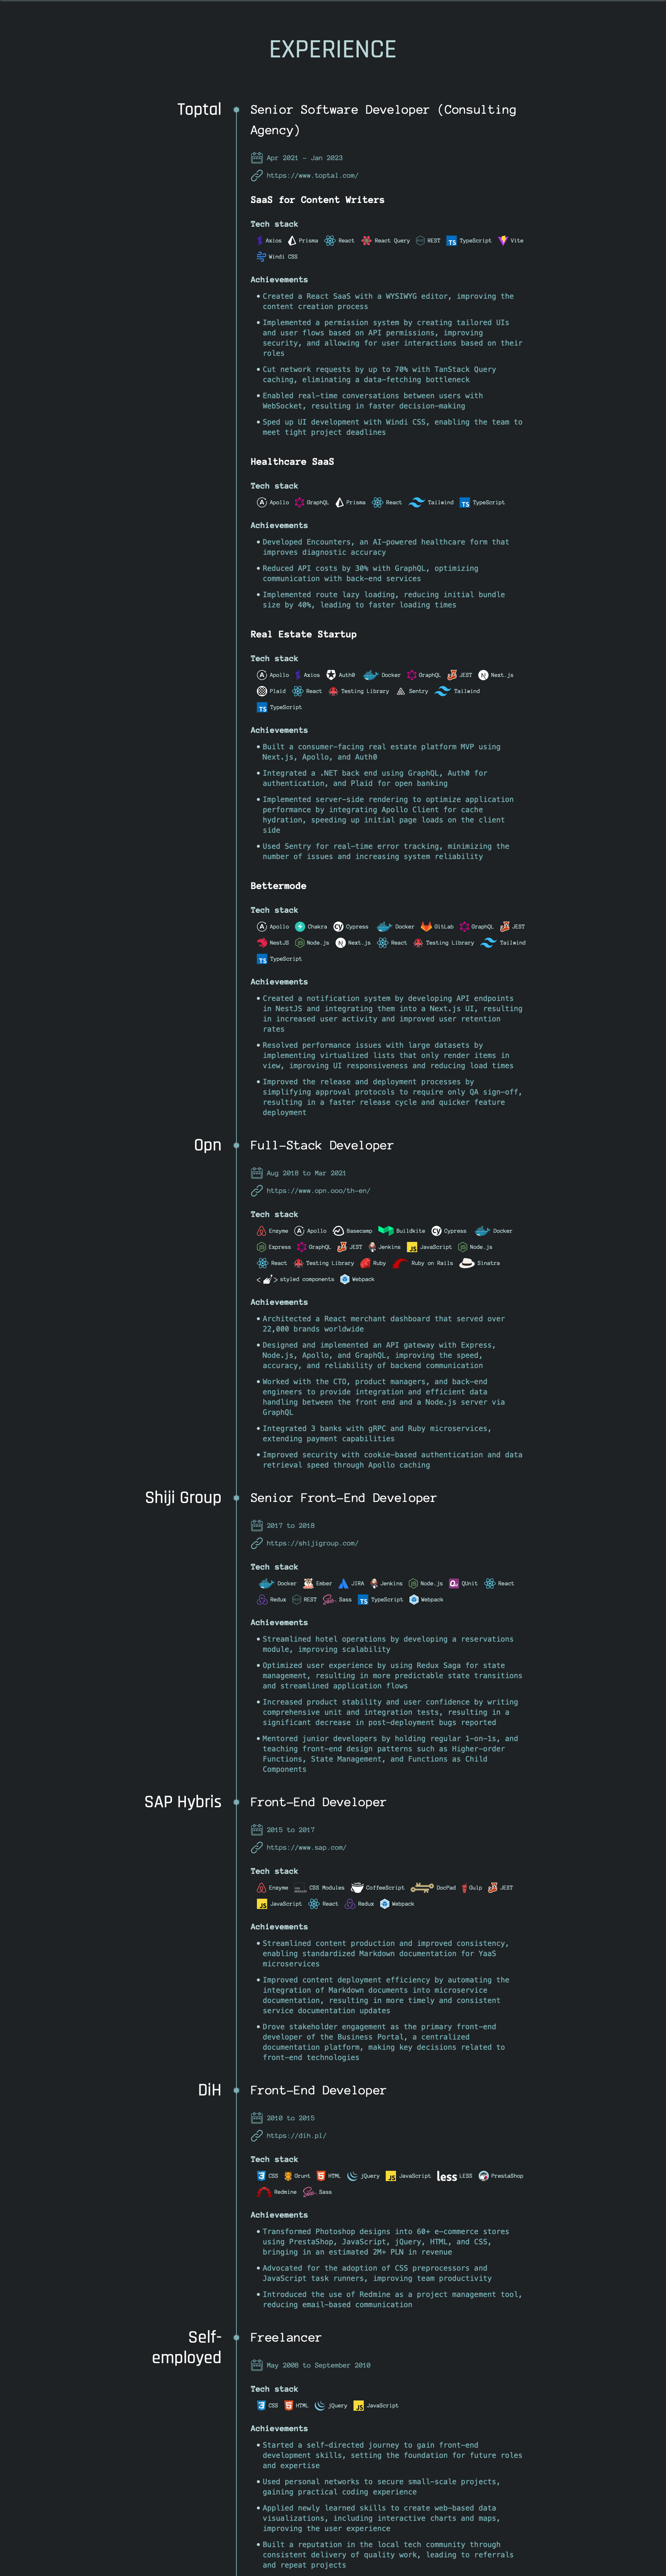 EXPERIENCE
Toptal
Senior Software Developer (Consulting
Agency)
Apr 2021 - Jan 2023
https://www.toptal.com/
SaaS for Content Writers
Tech stack
Axios Prisma React React Query REST TypeScript Vite
Windi CSS
Achievements
Created a React SaaS with a WYSIWYG editor, improving the
content creation process
Implemented a permission system by creating tailored UIs
and user flows based on API permissions, improving
security, and allowing for user interactions based on their
roles
Cut network requests by up to 70% with TanStack Query
caching, eliminating a data-fetching bottleneck
Enabled real-time conversations between users with
WebSocket, resulting in faster decision-making
Sped up UI development with Windi CSS, enabling the team to
meet tight project deadlines
Healthcare SaaS
Tech stack
Apollo GraphQL Prisma React Tailwind TS TypeScript
Achievements
Developed Encounters, an AI-powered healthcare form that
improves diagnostic accuracy
Reduced API costs by 30% with GraphQL, optimizing
communication with back-end services
Implemented route lazy loading, reducing initial bundle
size by 40%, leading to faster loading times
Real Estate Startup
Tech stack
Apollo Axios Auth0 Docker GraphQL JEST Next.js
Plaid React Testing Library Sentry Tailwind
TS TypeScript
Achievements
Built a consumer-facing real estate platform MVP using
Next.js, Apollo, and Auth0
Integrated a .NET back end using GraphQL, Auth0 for
authentication, and Plaid for open banking
Implemented server-side rendering to optimize application
performance by integrating Apollo Client for cache
hydration, speeding up initial page loads on the client
side
Used Sentry for real-time error tracking, minimizing the
number of issues and increasing system reliability
Bettermode
Tech stack
Apollo Chakra cy Cypress Docker GitLab GraphQL JEST
NestJS Node.js Next.js React Testing Library Tailwind
TS TypeScript
Achievements
Created a notification system by developing API endpoints
in NestJS and integrating them into a Next.js UI, resulting
in increased user activity and improved user retention
rates
Resolved performance issues with large datasets by
implementing virtualized lists that only render items in
view, improving UI responsiveness and reducing load times
Improved the release and deployment processes by
simplifying approval protocols to require only QA sign-off,
resulting in a faster release cycle and quicker feature
deployment
Opn
Full-Stack Developer
Aug 2018 to Mar 2021
https://www.opn.ooo/th-en/
Tech stack
Enzyme Apollo Basecamp Buildkite cy Cypress Docker
Express GraphQL JEST Jenkins JS JavaScript Node.js
React Testing Library Ruby Ruby on Rails Sinatra
styled components Webpack
Achievements
Architected a React merchant dashboard that served over
22,000 brands worldwide
Designed and implemented an API gateway with Express,
Node.js, Apollo, and GraphQL, improving the speed,
accuracy, and reliability of backend communication
Worked with the CTO, product managers, and back-end
engineers to provide integration and efficient data
handling between the front end and a Node.js server via
GraphQL
Integrated 3 banks with gRPC and Ruby microservices,
extending payment capabilities
Improved security with cookie-based authentication and data
retrieval speed through Apollo caching
Shiji Group
Senior Front-End Developer
2017 to 2018
https://shijigroup.com/
Tech stack
Docker Ember JIRA Jenkins Node.js QUnit React
Redux REST Sass TS TypeScript Webpack
Achievements
Streamlined hotel operations by developing a reservations
module, improving scalability
Optimized user experience by using Redux Saga for state
management, resulting in more predictable state transitions
and streamlined application flows
Increased product stability and user confidence by writing
comprehensive unit and integration tests, resulting in a
significant decrease in post-deployment bugs reported
Mentored junior developers by holding regular 1-on-1s, and
teaching front-end design patterns such as Higher-order
Functions, State Management, and Functions as Child
Components
SAP Hybris
Front-End Developer
2015 to 2017
https://www.sap.com/
Tech stack
Enzyme CSS Modules CoffeeScript DocPad Gulp JEST
JS JavaScript React Redux Webpack
Achievements
Streamlined content production and improved consistency,
enabling standardized Markdown documentation for YaaS
microservices
Improved content deployment efficiency by automating the
integration of Markdown documents into microservice
documentation, resulting in more timely and consistent
service documentation updates
Drove stakeholder engagement as the primary front-end
developer of the Business Portal, a centralized
documentation platform, making key decisions related to
front-end technologies
DiH
Front-End Developer
2010 to 2015
https://dih.pl/
Tech stack
CSS Grunt HTML jQuery JS JavaScript less LESS PrestaShop
Redmine Sass
Achievements
Transformed Photoshop designs into 60+ e-commerce stores
using PrestaShop, JavaScript, jQuery, HTML, and CSS,
bringing in an estimated 2M+ PLN in revenue
Advocated for the adoption of CSS preprocessors and
JavaScript task runners, improving team productivity
Introduced the use of Redmine as a project management tool,
reducing email-based communication
Self-
employed
Freelancer
May 2008 to September 2010
Tech stack
CSS HTML jQuery JS JavaScript
Achievements
Started a self-directed journey to gain front-end
development skills, setting the foundation for future roles
and expertise
Used personal networks to secure small-scale projects,
gaining practical coding experience
Applied newly learned skills to create web-based data
visualizations, including interactive charts and maps,
improving the user experience
Built a reputation in the local tech community through
consistent delivery of quality work, leading to referrals
and repeat projects